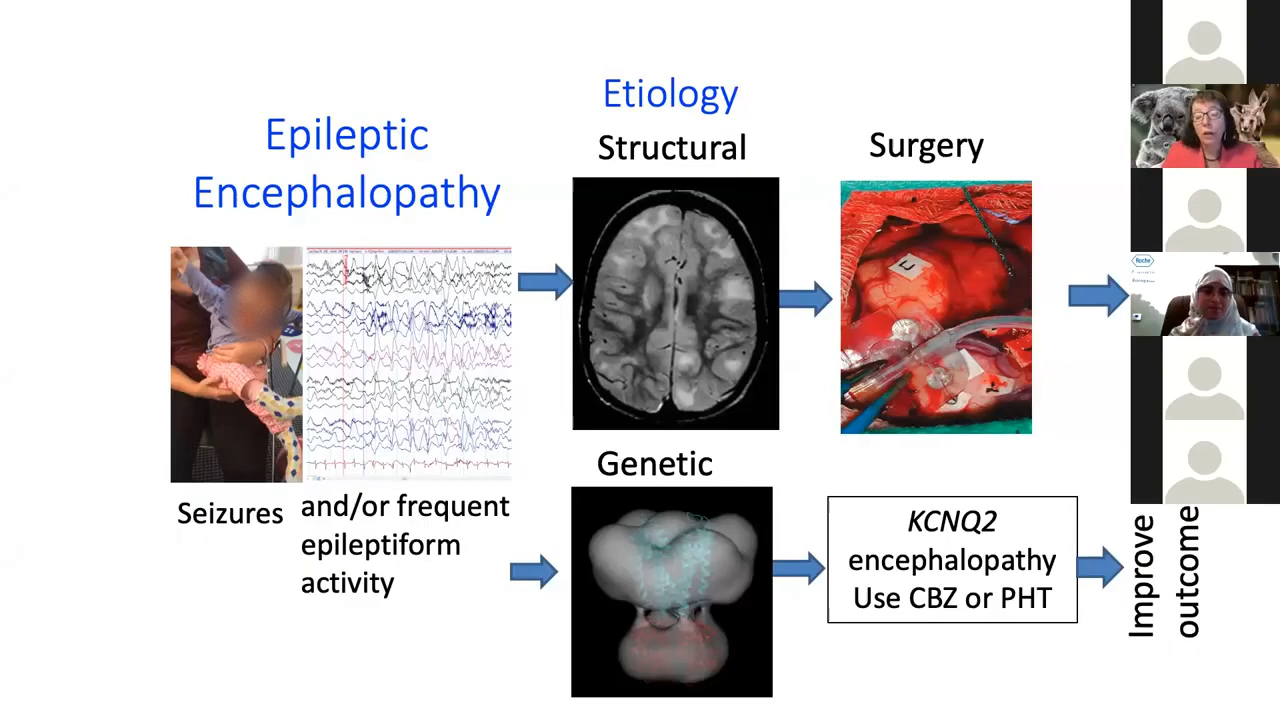 Etiology
Epileptic
Encephalopathy
Structural
Surgery
Seizures
and/or frequent
epileptiform
activity
Genetic
KCNQ2
encephalopathy
Use CBZ or PHT
Improve
outcome
Roche